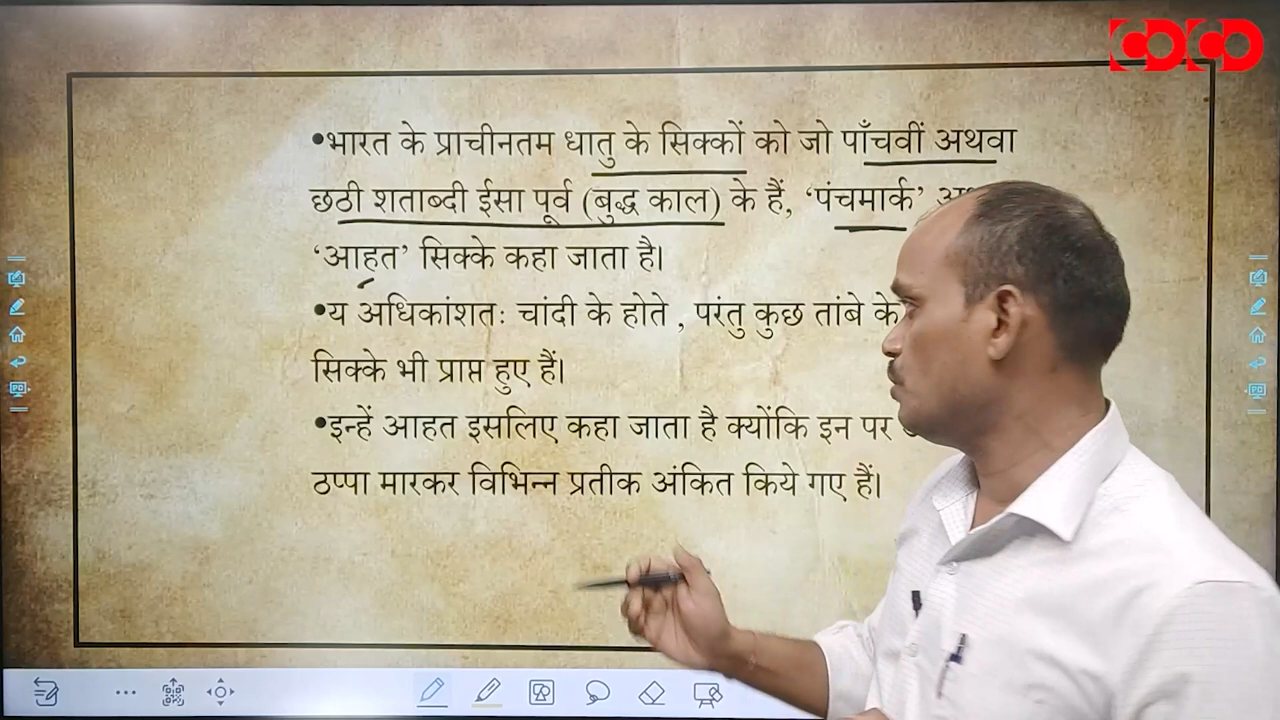 •भारत के प्राचीनतम धातु के सिक्कों को जो पाँचवीं अथवा
छठी शताब्दी ईसा पूर्व (बुद्ध काल) के हैं, ‘पंचमार्क’
‘आहत’ सिक्के कहा जाता है।
•य अधिकांशतः चांदी के होते , परंतु कुछ तांबे के
सिक्के भी प्राप्त हुए हैं।
•इन्हें आहत इसलिए कहा जाता है क्योंकि इन पर
ठप्पा मारकर विभिन्न प्रतीक अंकित किये गए हैं।